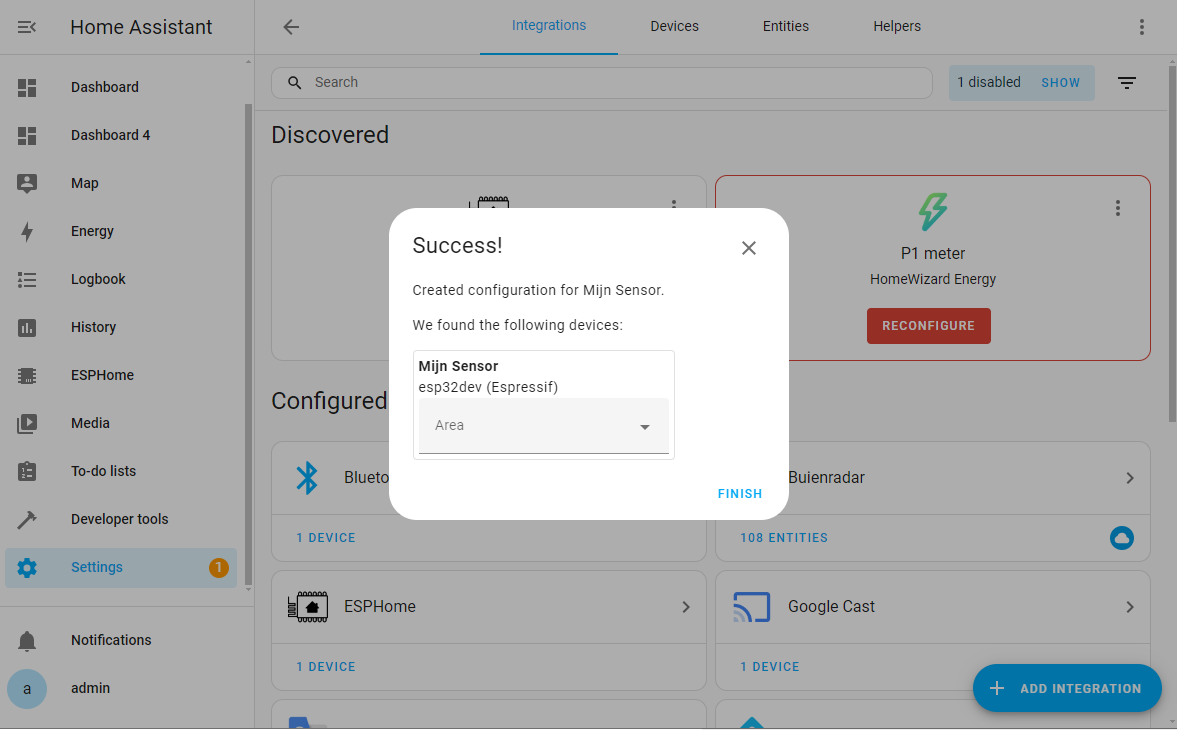 Home Assistant
Integrations
Devices
Entities
Helpers
Dashboard
Dashboard 4
Map
Energy
Logbook
History
ESPHome
Media
To-do lists
Developer tools
Settings
1
Notifications
a
admin
Search
1 disabled
SHOW
Discovered
P1 meter
HomeWizard Energy
RECONFIGURE
Success!
Created configuration for Mijn Sensor.
We found the following devices:
Mijn Sensor
esp32dev (Espressif)
Area
FINISH
Configured
Blueto
1 DEVICE
Buienradar
108 ENTITIES
ESPHome
1 DEVICE
Google Cast
1 DEVICE
ADD INTEGRATION